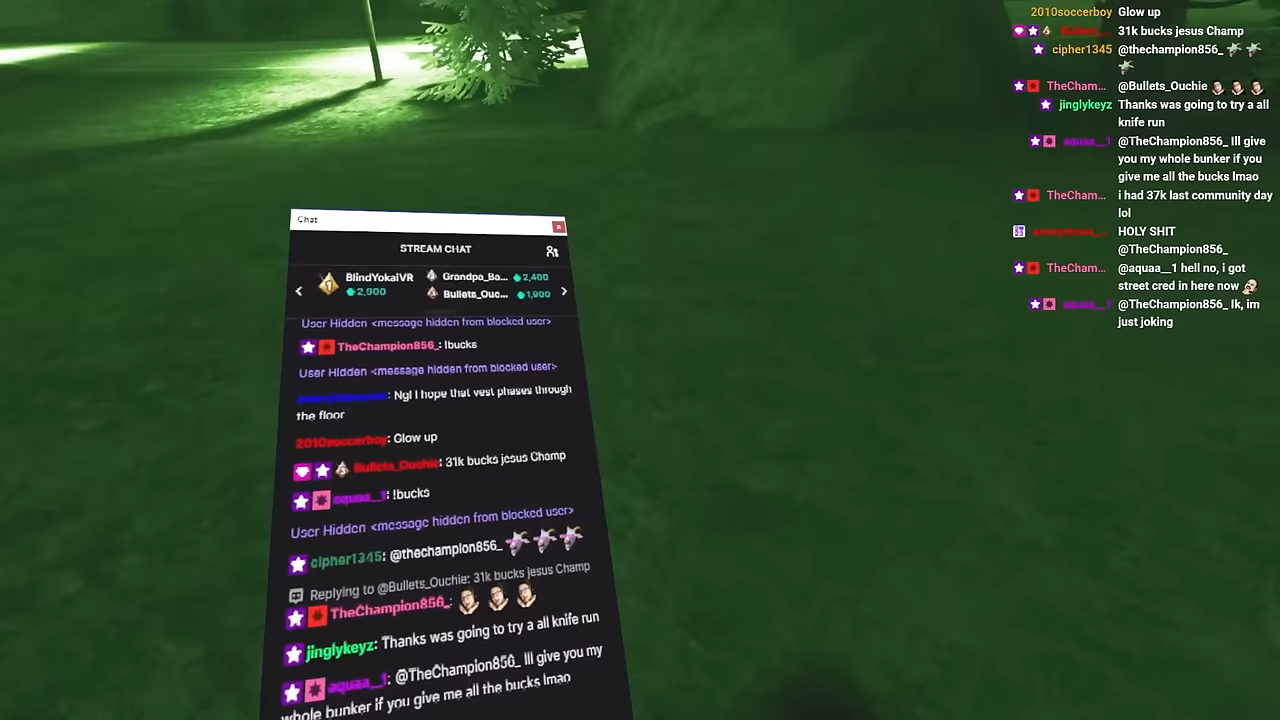 Chat
STREAM CHAT
BlindYokaiVR
2,900
Grandpa_Ba... 2,400
Bullets_Ouc... 1,900
User Hidden <message hidden from blocked user>
TheChampion856_: !bucks
User Hidden <message hidden from blocked user>
: Ngl I hope that vest phases through
the floor
2010soccerboy: Glow up
Bullets_Ouchie: 31k bucks jesus Champ
aquaa__1: !bucks
User Hidden <message hidden from blocked user>
cipher1345: @thechampion856_
Replying to @Bullets_Ouchie: 31k bucks jesus Champ
TheChampion856_:
jinglykeyz: Thanks was going to try a all knife run
aquaa__1: @TheChampion856_ Ill give you my
whole bunker if you give me all the bucks lmao
2010soccerboy Glow up
Bullets_... 31k bucks jesus Champ
cipher1345 @thechampion856_
TheCham... @Bullets_Ouchie
jinglykeyz Thanks was going to try a all
knife run
aquaa__1 @TheChampion856_ Ill give
you my whole bunker if you
give me all the bucks lmao
TheCham... i had 37k last community day
lol
HOLY SHIT
@TheChampion856_
TheCham... @aquaa__1 hell no, i got
street cred in here now
aquaa__1 @TheChampion856_ Ik, im
just joking